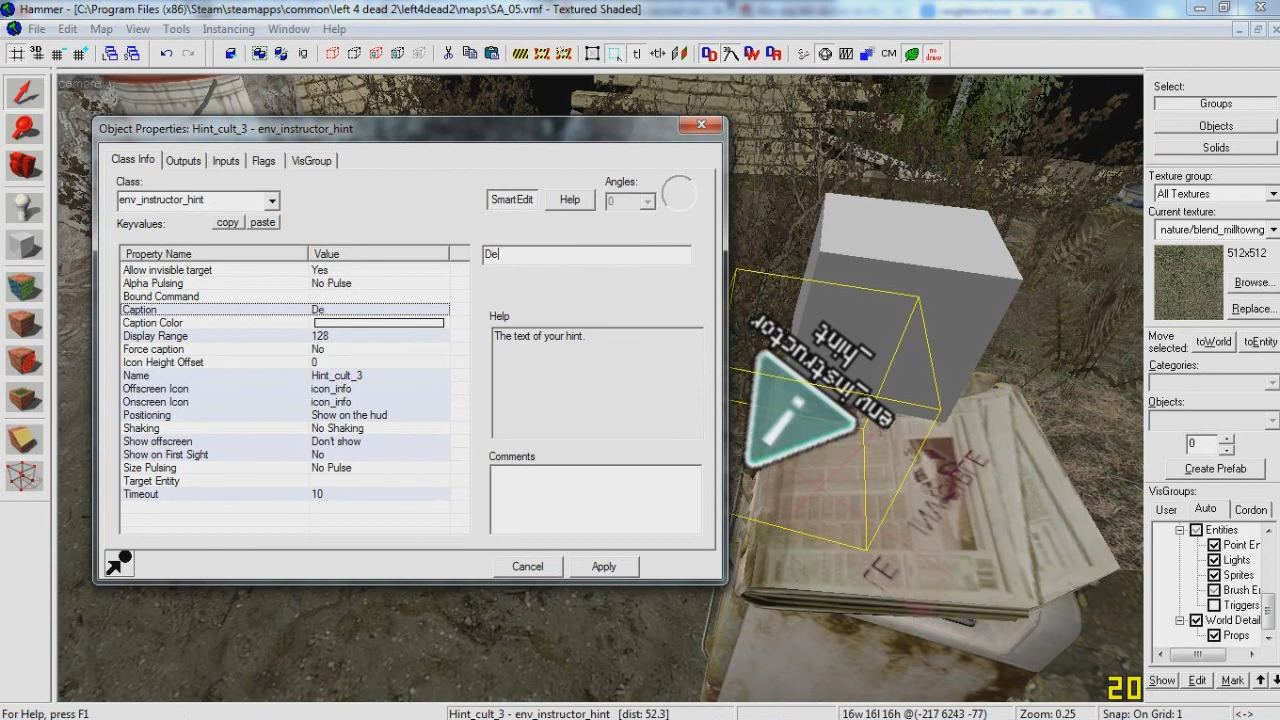 Hammer - [C:\Program Files (x86)\Steam\steamapps\common\left 4 dead 2\left4dead2\maps\SA_05.vmf - Textured Shaded]
File Edit Map View Tools Instancing Window Help
CM
no draw
camera
Object Properties: Hint_cult_3 - env_instructor_hint
Class Info Outputs Inputs Flags VisGroup
Class:
env_instructor_hint
SmartEdit Help
Angles:
0
Keyvalues: copy paste
Property Name Value
Allow invisible target Yes
Alpha Pulsing No Pulse
Bound Command
Caption De
Caption Color
Display Range 128
Force caption No
Icon Height Offset 0
Name Hint_cult_3
Offscreen Icon icon_info
Onscreen Icon icon_info
Positioning Show on the hud
Shaking No Shaking
Show offscreen Don't show
Show on First Sight No
Size Pulsing No Pulse
Target Entity
Timeout 10
De
Help
The text of your hint.
Comments
Cancel Apply
env_instructor
_hint
i
20
Select:
Groups
Objects
Solids
Texture group:
All Textures
Current texture:
nature/blend_milltowng
512x512
Browse...
Replace...
Move
selected: toWorld toEntity
Categories:
Objects:
0
Create Prefab
VisGroups:
User Auto Cordon
Entities
Point Er
Lights
Sprites
Brush Er
Triggers
World Detail
Props
Show Edit Mark
For Help, press F1
Hint_cult_3 - env_instructor_hint [dist: 52.3]
16w 16l 16h @(-217 6243 -77)
Zoom: 0.25
Snap: On Grid: 1
<->